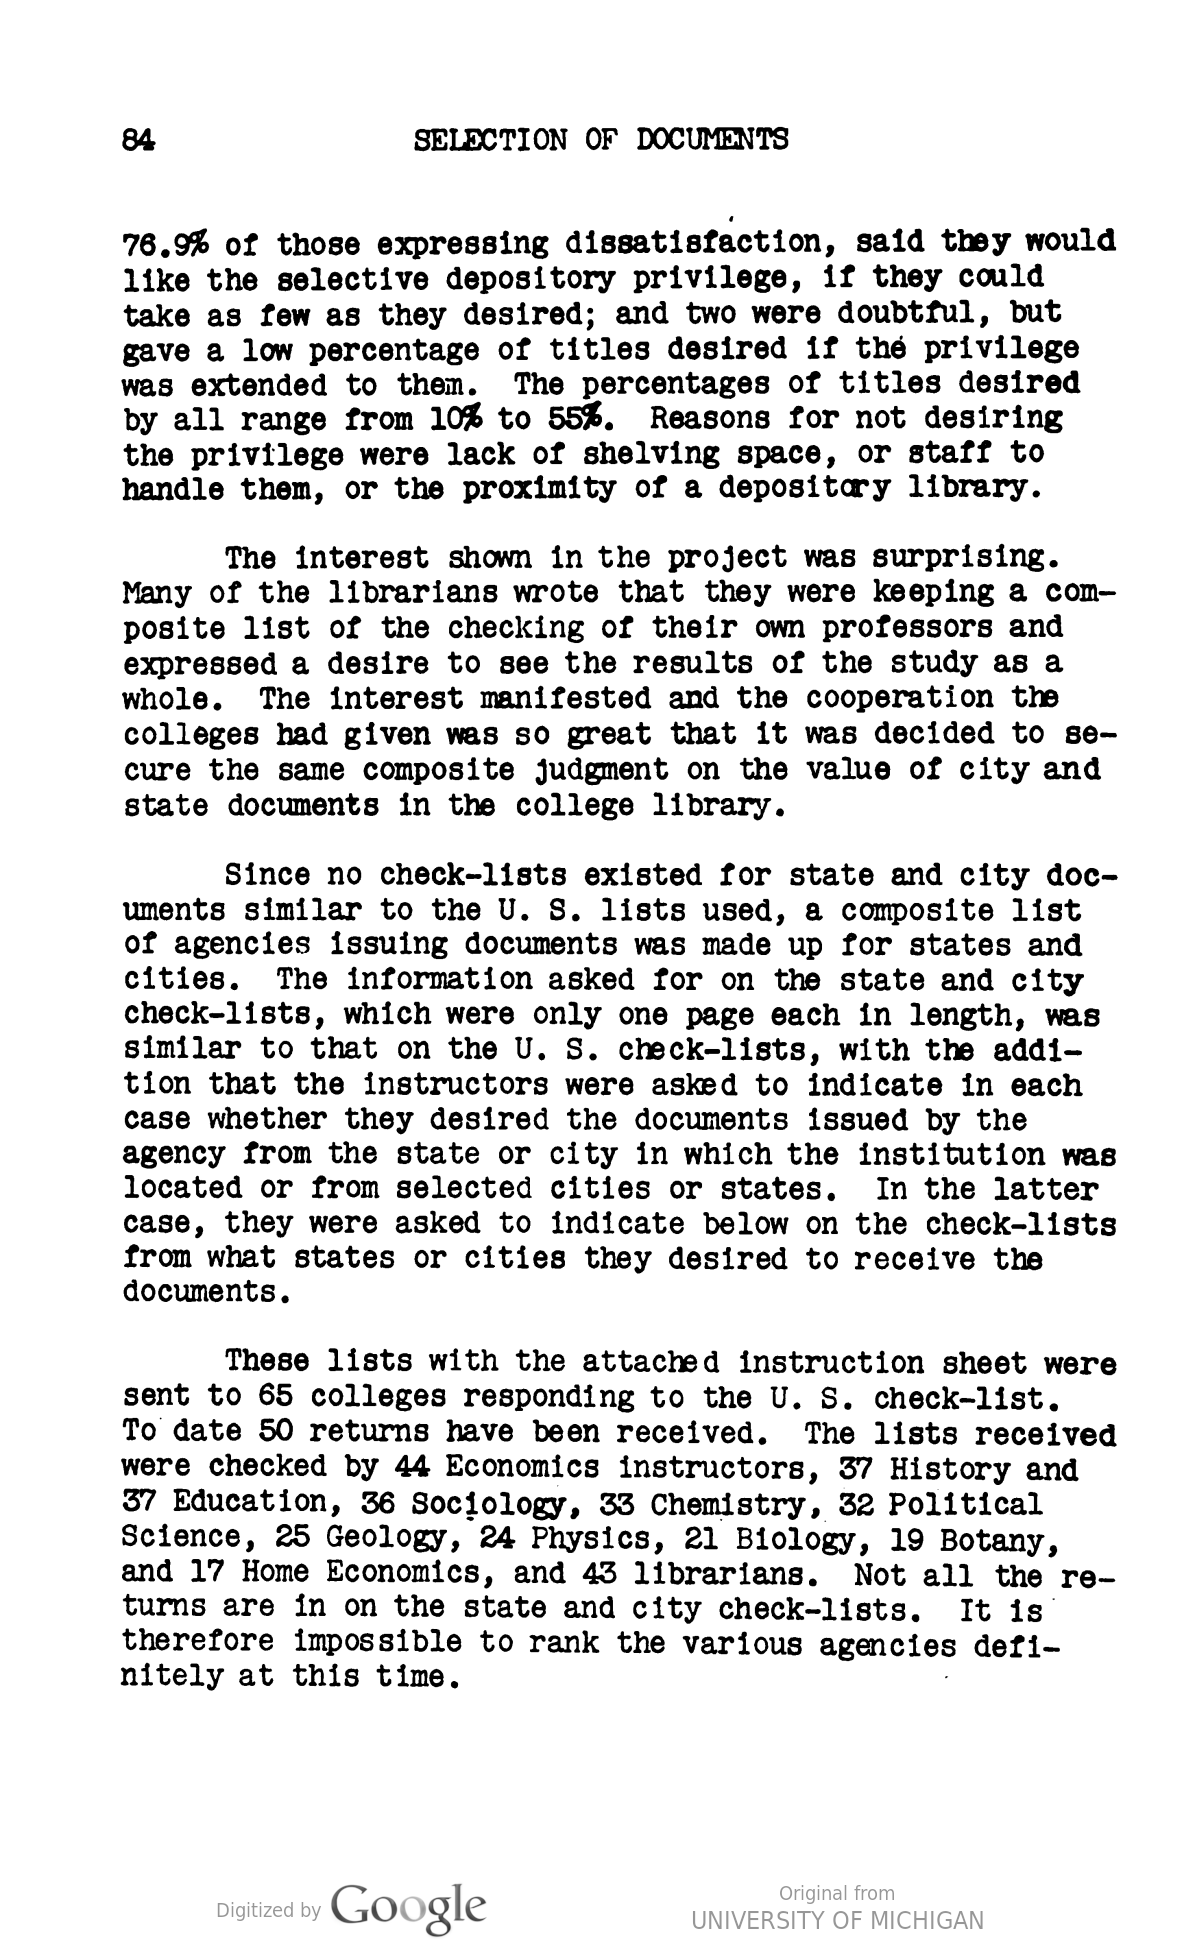 84 SELECTION OF DOCUMENTS
76.9% of those expressing dissatisfaction, said they would
like the selective depository privilege, if they could
take as few as they desired; and two were doubtful, but
gave a low percentage of titles desired if the privilege
was extended to them. The percentages of titles desired
by all range from 10% to 55%. Reasons for not desiring
the privilege were lack of shelving space, or staff to
handle them, or the proximity of a depository library.
The interest shown in the project was surprising.
Many of the librarians wrote that they were keeping a com-
posite list of the checking of their own professors and
expressed a desire to see the results of the study as a
whole. The interest manifested and the cooperation the
colleges had given was so great that it was decided to se-
cure the same composite judgment on the value of city and
state documents in the college library.
Since no check-lists existed for state and city doc-
uments similar to the U. S. lists used, a composite list
of agencies issuing documents was made up for states and
cities. The information asked for on the state and city
check-lists, which were only one page each in length, was
similar to that on the U. S. check-lists, with the addi-
tion that the instructors were asked to indicate in each
case whether they desired the documents issued by the
agency from the state or city in which the institution was
located or from selected cities or states. In the latter
case, they were asked to indicate below on the check-lists
from what states or cities they desired to receive the
documents.
These lists with the attached instruction sheet were
sent to 65 colleges responding to the U. S. check-list.
To date 50 returns have been received. The lists received
were checked by 44 Economics instructors, 37 History and
37 Education, 36 Sociology, 33 Chemistry, 32 Political
Science, 25 Geology, 24 Physics, 21 Biology, 19 Botany,
and 17 Home Economics, and 43 librarians. Not all the re-
turns are in on the state and city check-lists. It is
therefore impossible to rank the various agencies defi-
nitely at this time.
Digitized by Google
Original from
UNIVERSITY OF MICHIGAN